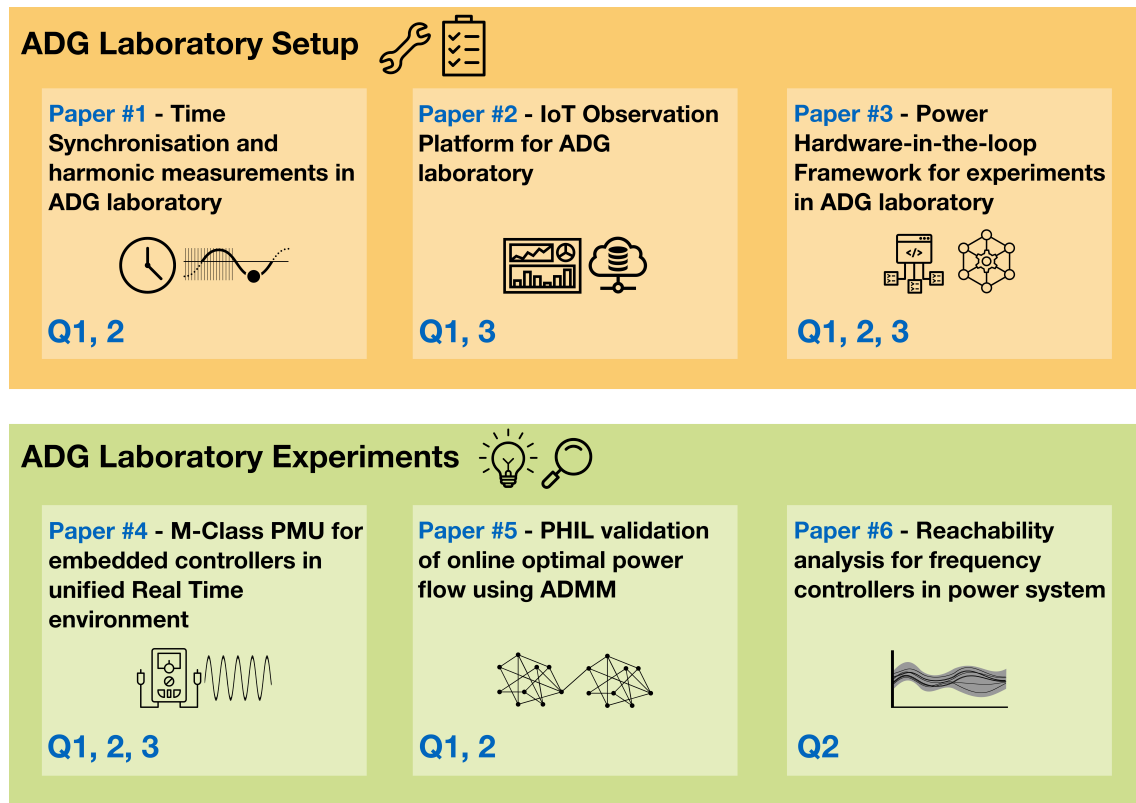 ADG Laboratory Setup
Paper #1 - Time
Synchronisation and
harmonic measurements in
ADG laboratory
Q1, 2
Paper #2 - IoT Observation
Platform for ADG
laboratory
Q1, 3
Paper #3 - Power
Hardware-in-the-loop
Framework for experiments
in ADG laboratory
</>
Q1, 2, 3
ADG Laboratory Experiments
Paper #4 - M-Class PMU for
embedded controllers in
unified Real Time
environment
Q1, 2, 3
Paper #5 - PHIL validation
of online optimal power
flow using ADMM
Q1, 2
Paper #6 - Reachability
analysis for frequency
controllers in power system
Q2